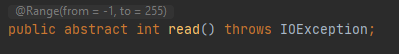 @Range(from = -1, to = 255)
public abstract int read() throws IOException;